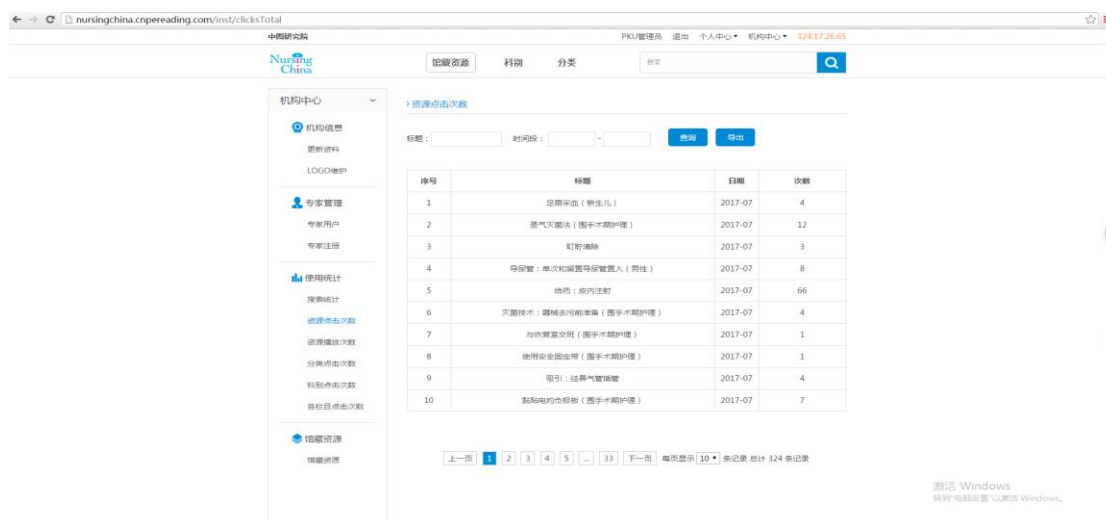 nursingchina.cnpereading.com/inst/clicksTotal
中图研究院 PKU管理员 退出 个人中心 机构中心 124.17.26.65
Nursing China
馆藏资源 科别 分类 搜索
机构中心
机构信息
更新资料
LOGO维护
专家管理
专家用户
专家注册
使用统计
搜索统计
资源点击次数
资源播放次数
分类点击次数
科别点击次数
各栏目点击次数
馆藏资源
馆藏资源
资源点击次数
标题： 时间段： - 查询 导出
序号 标题 日期 次数
1 足跟采血（新生儿） 2017-07 4
2 蒸气灭菌法（围手术期护理） 2017-07 12
3 耵聍清除 2017-07 3
4 导尿管：单次和留置导尿管置入（男性） 2017-07 8
5 给药：皮内注射 2017-07 66
6 灭菌技术：器械去污前准备（围手术期护理） 2017-07 4
7 与恢复室交班（围手术期护理） 2017-07 1
8 使用安全固定带（围手术期护理） 2017-07 1
9 吸引：经鼻气管插管 2017-07 4
10 黏贴电灼负极板（围手术期护理） 2017-07 7
上一页 1 2 3 4 5 ... 33 下一页 每页显示 10 条记录 总计 324 条记录
激活 Windows
转到“电脑设置”以激活 Windows。